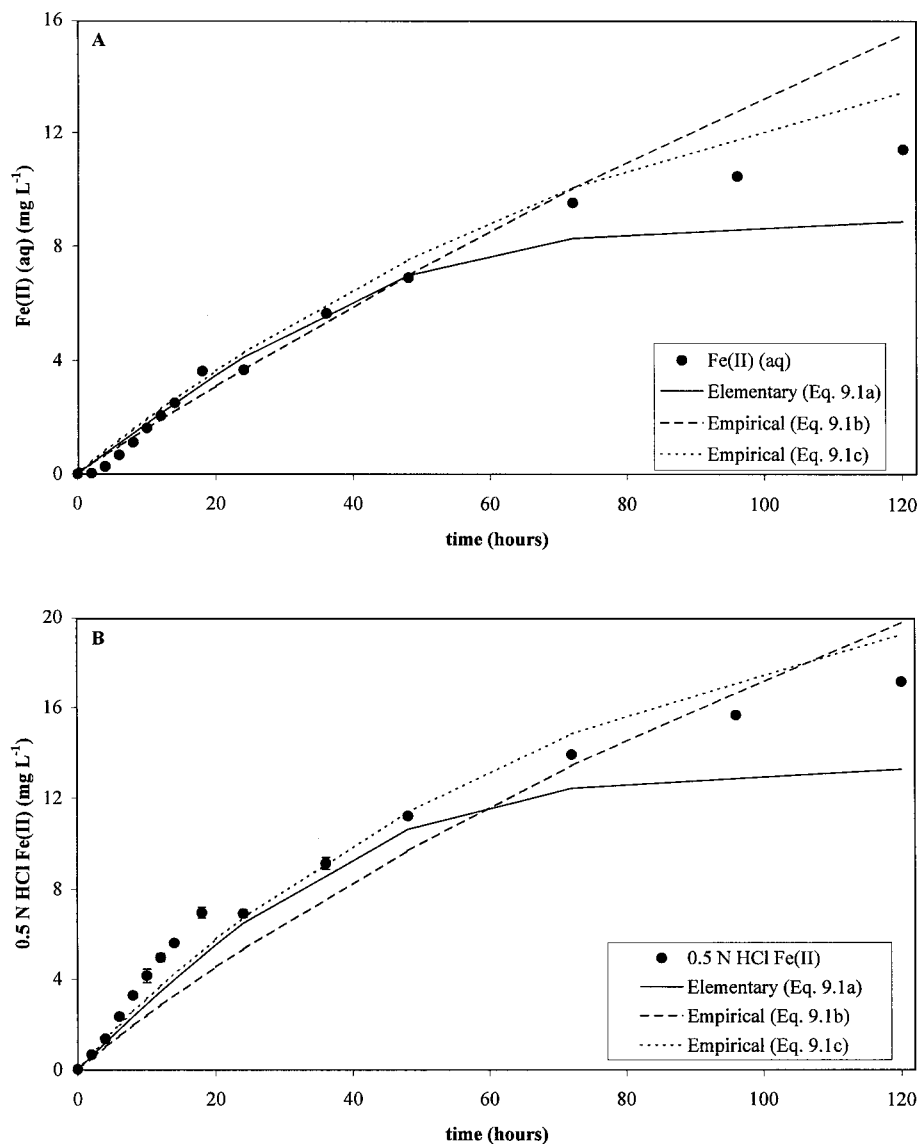 A
16
12
8
4
0
Fe(II) (aq) (mg L-1)
0 20 40 60 80 100 120
time (hours)
Fe(II) (aq)
Elementary (Eq. 9.1a)
Empirical (Eq. 9.1b)
Empirical (Eq. 9.1c)
B
20
16
12
8
4
0
0.5 N HCl Fe(II) (mg L-1)
0 20 40 60 80 100 120
time (hours)
0.5 N HCl Fe(II)
Elementary (Eq. 9.1a)
Empirical (Eq. 9.1b)
Empirical (Eq. 9.1c)